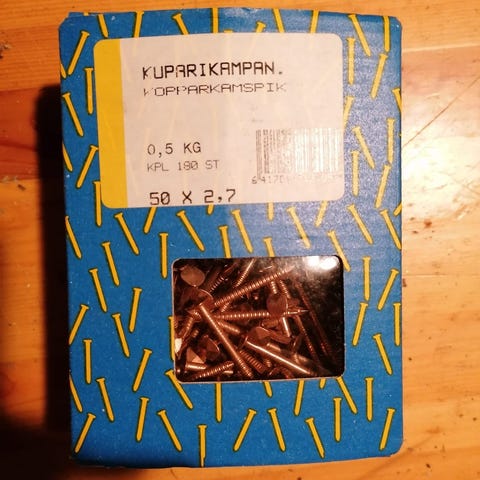 KUPARIKAMPAN.
KOPPARKAMSPIK
0,5 KG
KPL 180 ST
50 X 2,7